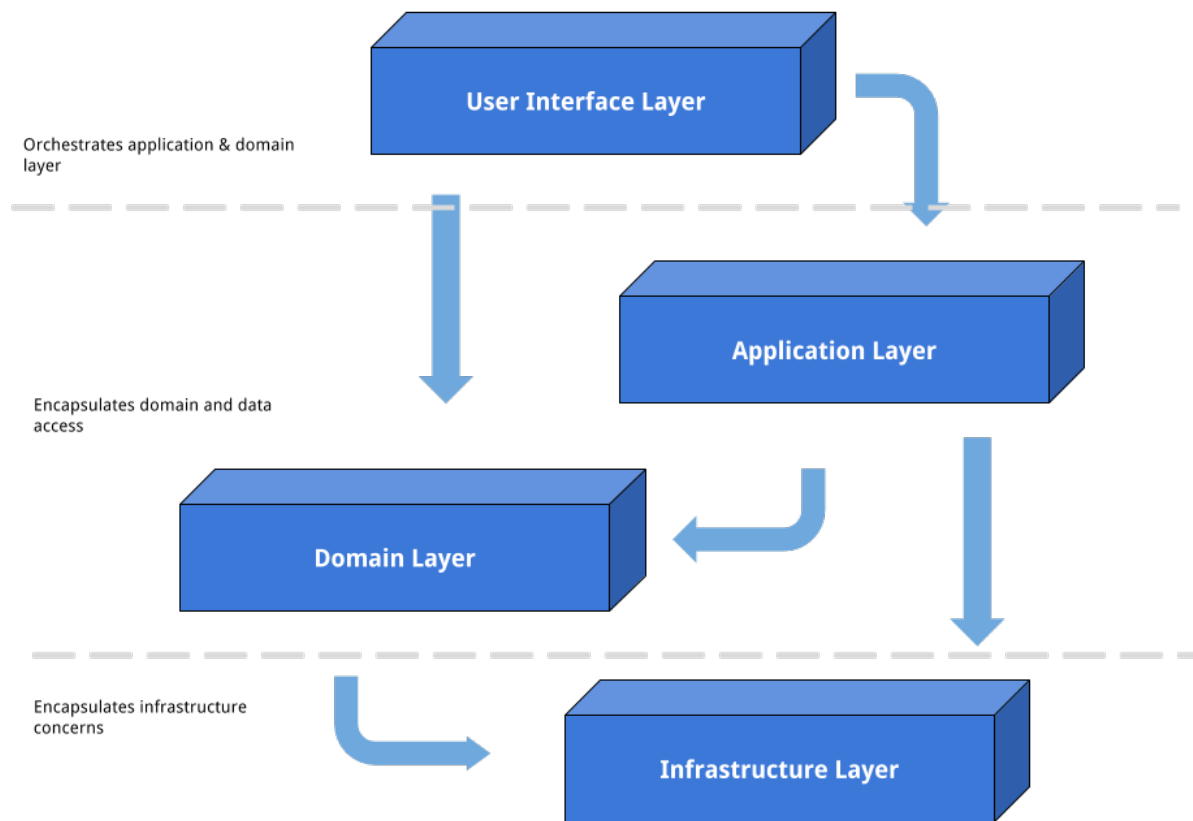 User Interface Layer
Orchestrates application & domain
layer
Application Layer
Encapsulates domain and data
access
Domain Layer
Encapsulates infrastructure
concerns
Infrastructure Layer